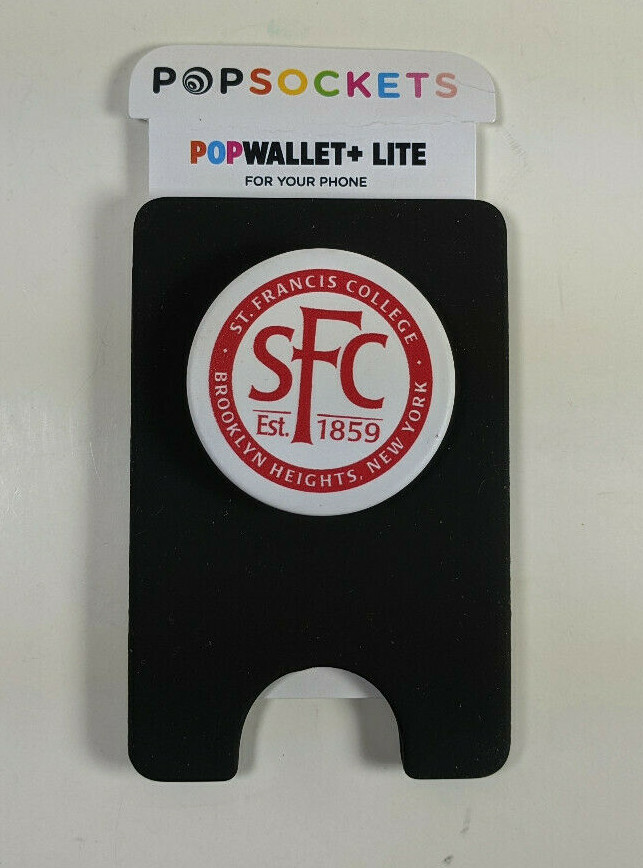 POPSOCKETS
POPWALLET+ LITE
FOR YOUR PHONE
· ST. FRANCIS COLLEGE ·
SFC
Est. 1859
BROOKLYN HEIGHTS, NEW YORK